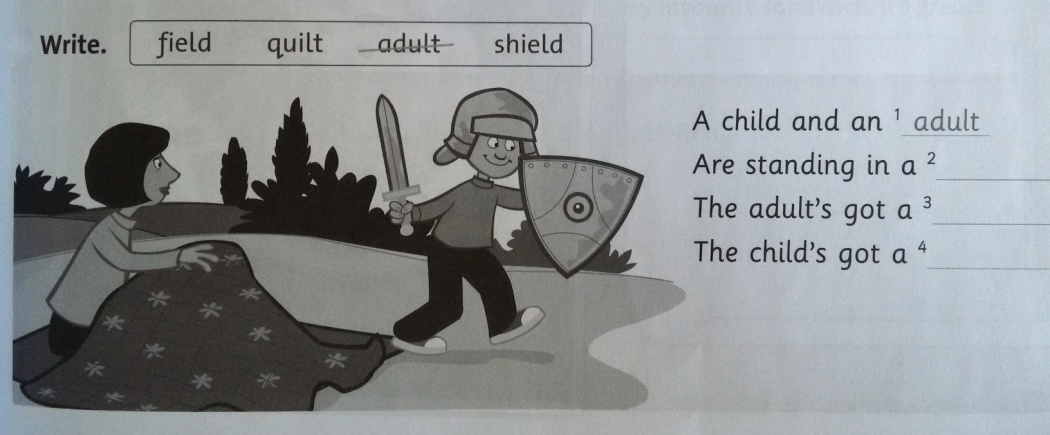 Write. field quilt adult shield
A child and an 1 adult
Are standing in a 2
The adult's got a 3
The child's got a 4